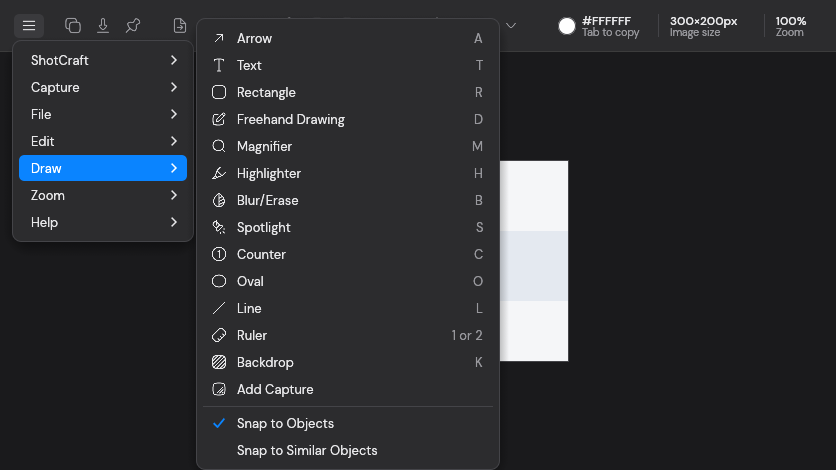 #FFFFFF
Tab to copy
300×200px
Image size
100%
Zoom
ShotCraft
Capture
File
Edit
Draw
Zoom
Help
Arrow A
Text T
Rectangle R
Freehand Drawing D
Magnifier M
Highlighter H
Blur/Erase B
Spotlight S
Counter C
Oval O
Line L
Ruler 1 or 2
Backdrop K
Add Capture
Snap to Objects
Snap to Similar Objects